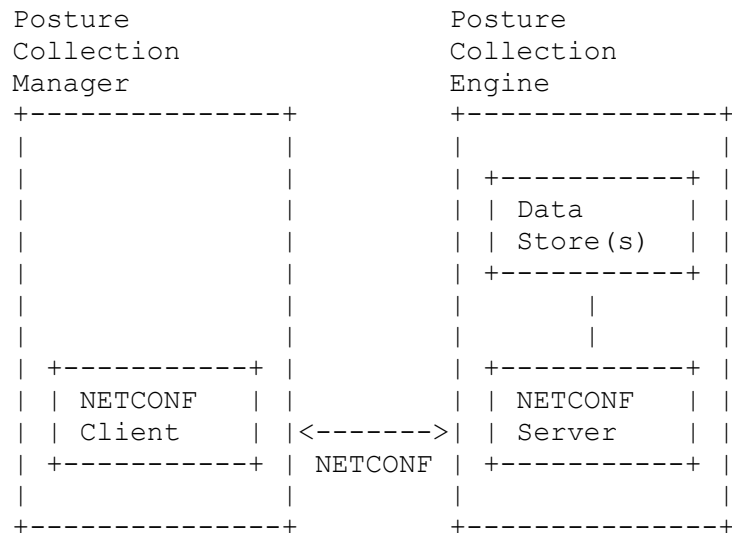 Posture Posture
Collection Collection
Manager Engine
Data
Store(s)
NETCONF NETCONF
Client <-------> Server
NETCONF